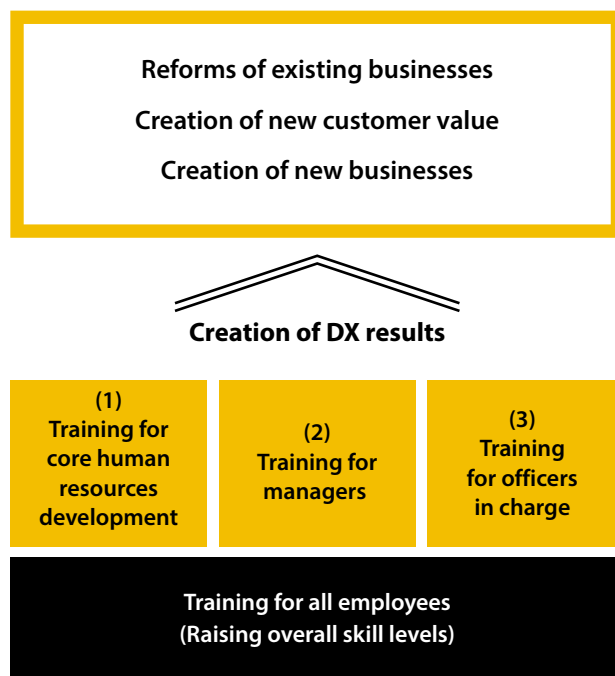 Reforms of existing businesses
Creation of new customer value
Creation of new businesses
Creation of DX results
(1)
Training for
core human
resources
development
(2)
Training for
managers
(3)
Training
for officers
in charge
Training for all employees
(Raising overall skill levels)